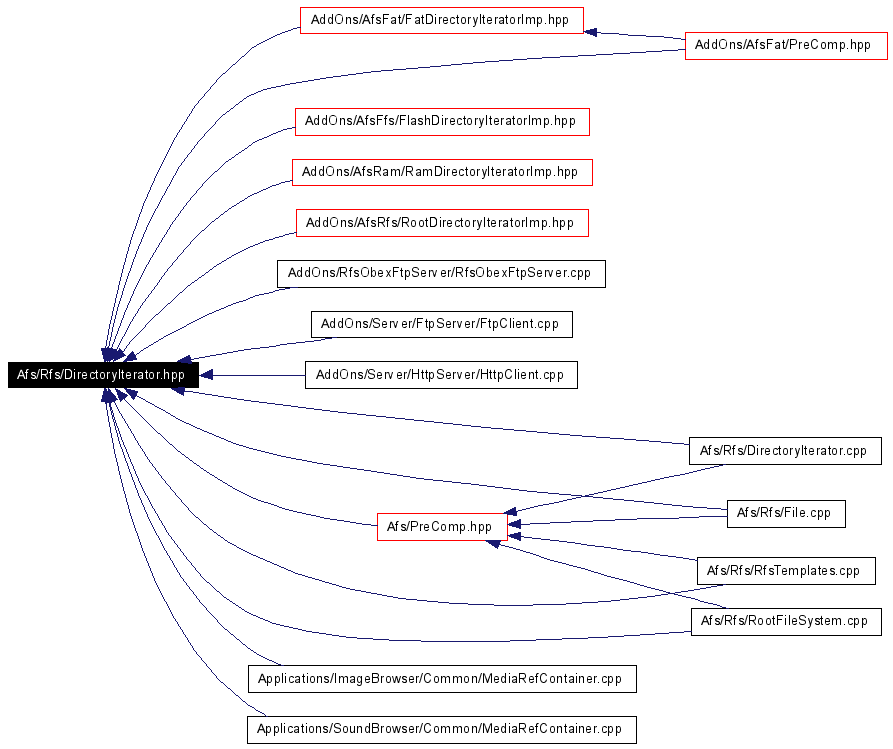 AddOns/AfsFat/FatDirectoryIteratorImp.hpp
AddOns/AfsFat/PreComp.hpp
AddOns/AfsFfs/FlashDirectoryIteratorImp.hpp
AddOns/AfsRam/RamDirectoryIteratorImp.hpp
AddOns/AfsRfs/RootDirectoryIteratorImp.hpp
AddOns/RfsObexFtpServer/RfsObexFtpServer.cpp
AddOns/Server/FtpServer/FtpClient.cpp
Afs/Rfs/DirectoryIterator.hpp
AddOns/Server/HttpServer/HttpClient.cpp
Afs/Rfs/DirectoryIterator.cpp
Afs/Rfs/File.cpp
Afs/PreComp.hpp
Afs/Rfs/RfsTemplates.cpp
Afs/Rfs/RootFileSystem.cpp
Applications/ImageBrowser/Common/MediaRefContainer.cpp
Applications/SoundBrowser/Common/MediaRefContainer.cpp